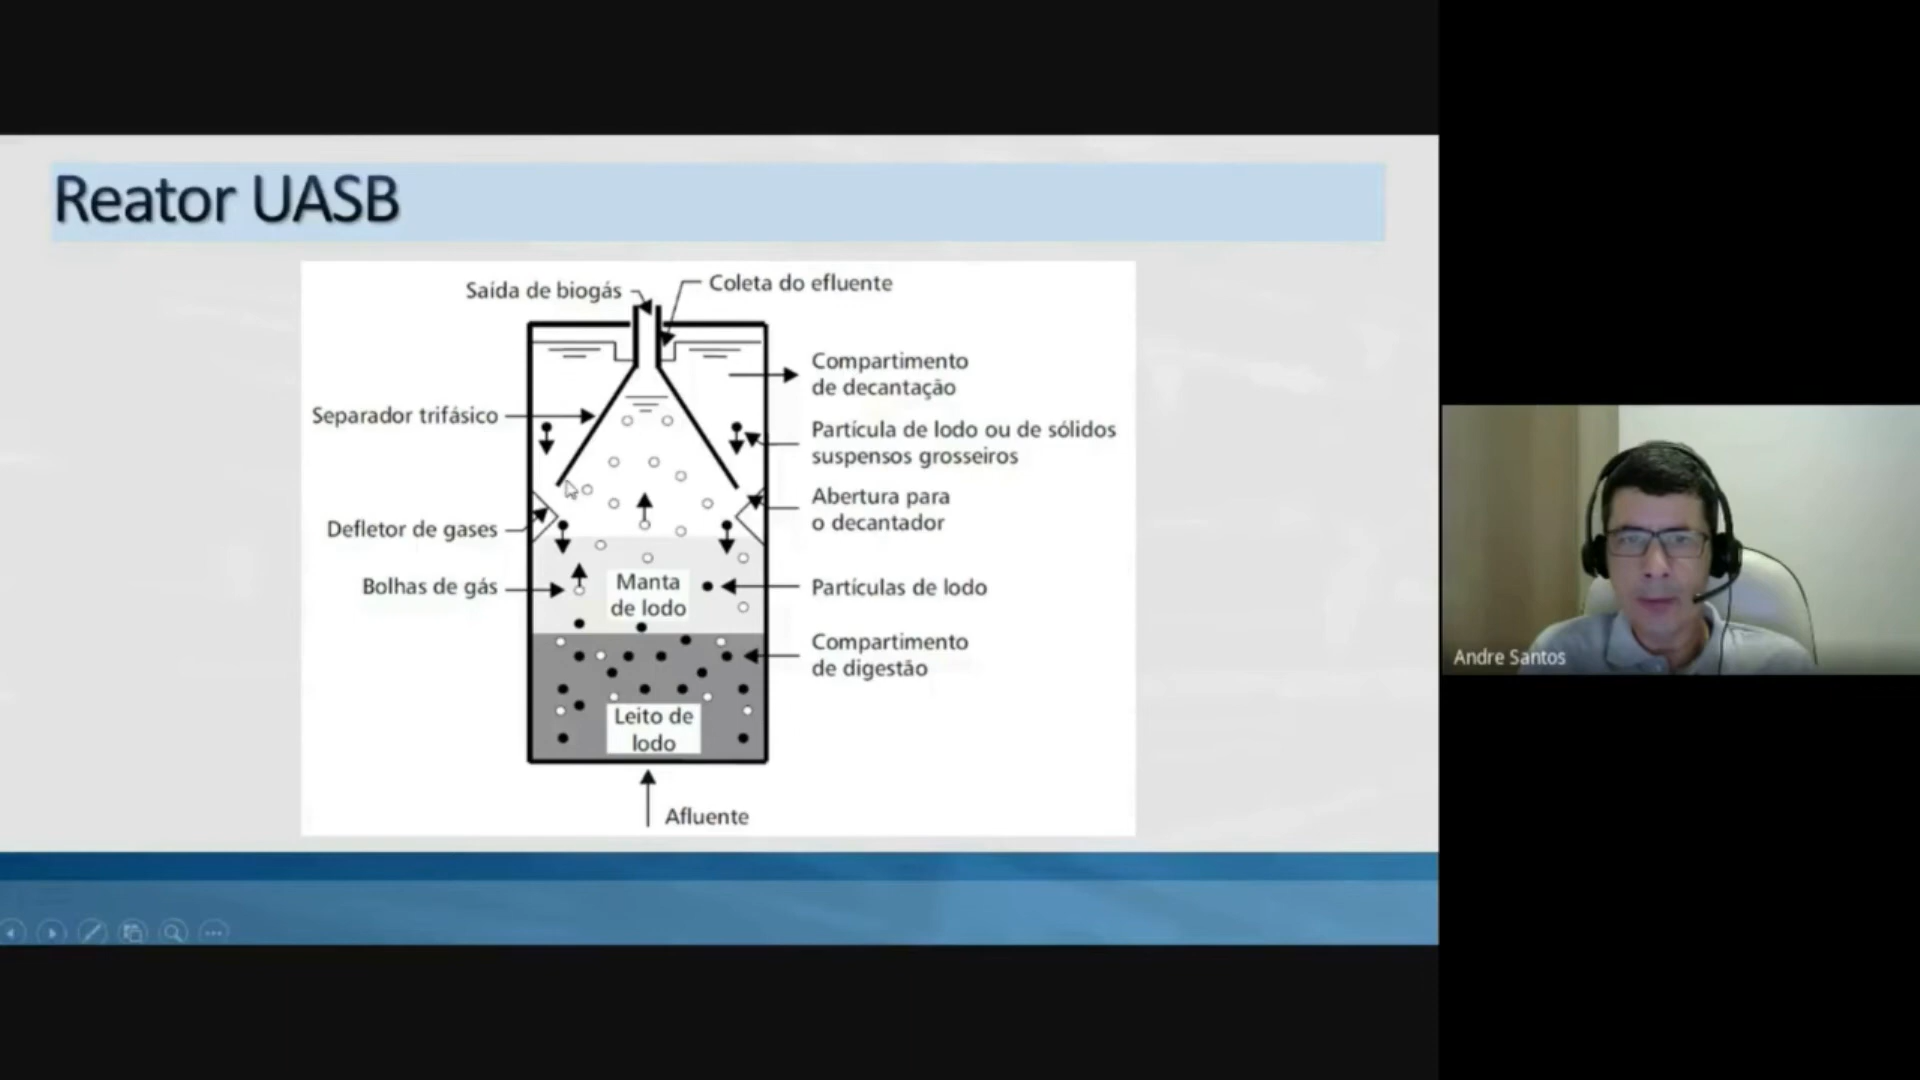 Reator UASB
Saída de biogás
Coleta do efluente
Compartimento
de decantação
Separador trifásico
Partícula de lodo ou de sólidos
suspensos grosseiros
Abertura para
o decantador
Defletor de gases
Bolhas de gás
Manta
de lodo
Partículas de lodo
Compartimento
de digestão
Leito de
lodo
Afluente
Andre Santos